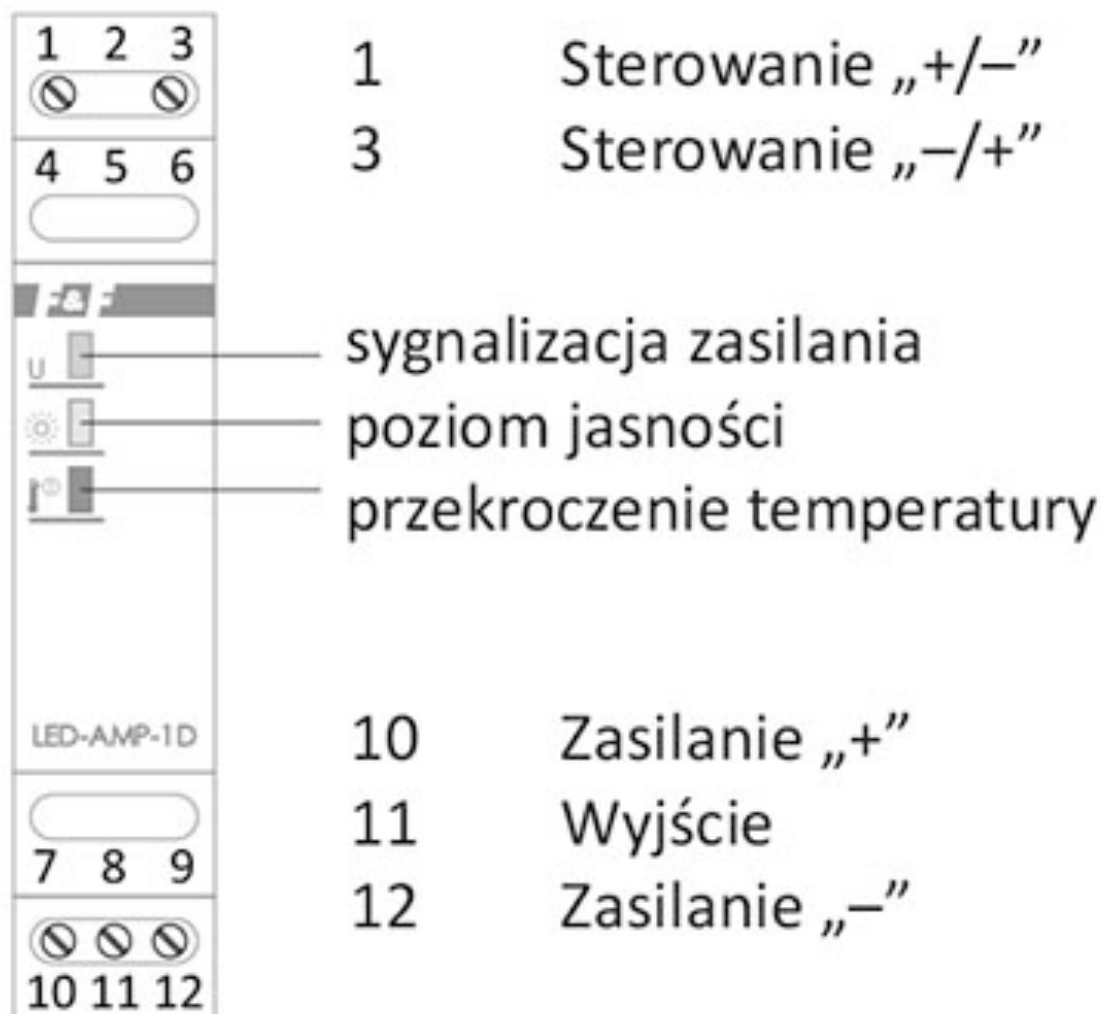 1 2 3
1 Sterowanie „+/–”
3 Sterowanie „–/+”
4 5 6
F&F
U
sygnalizacja zasilania
poziom jasności
przekroczenie temperatury
LED-AMP-1D
10 Zasilanie „+”
11 Wyjście
12 Zasilanie „–”
7 8 9
10 11 12